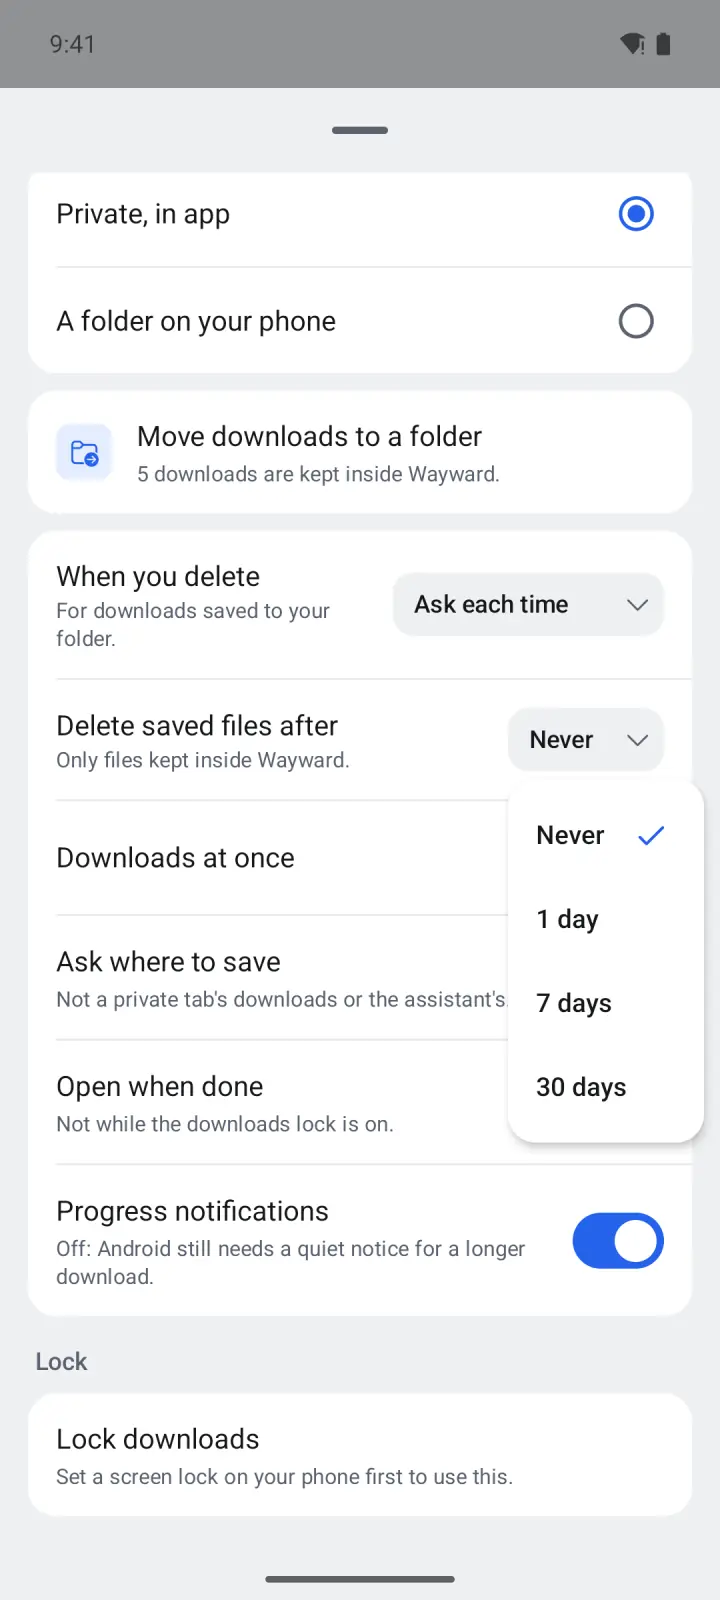 9:41
Private, in app
A folder on your phone
Move downloads to a folder
5 downloads are kept inside Wayward.
When you delete
For downloads saved to your
folder.
Ask each time
Delete saved files after
Only files kept inside Wayward.
Never
Never
1 day
7 days
30 days
Downloads at once
Ask where to save
Not a private tab's downloads or the assistant's.
Open when done
Not while the downloads lock is on.
Progress notifications
Off: Android still needs a quiet notice for a longer
download.
Lock
Lock downloads
Set a screen lock on your phone first to use this.